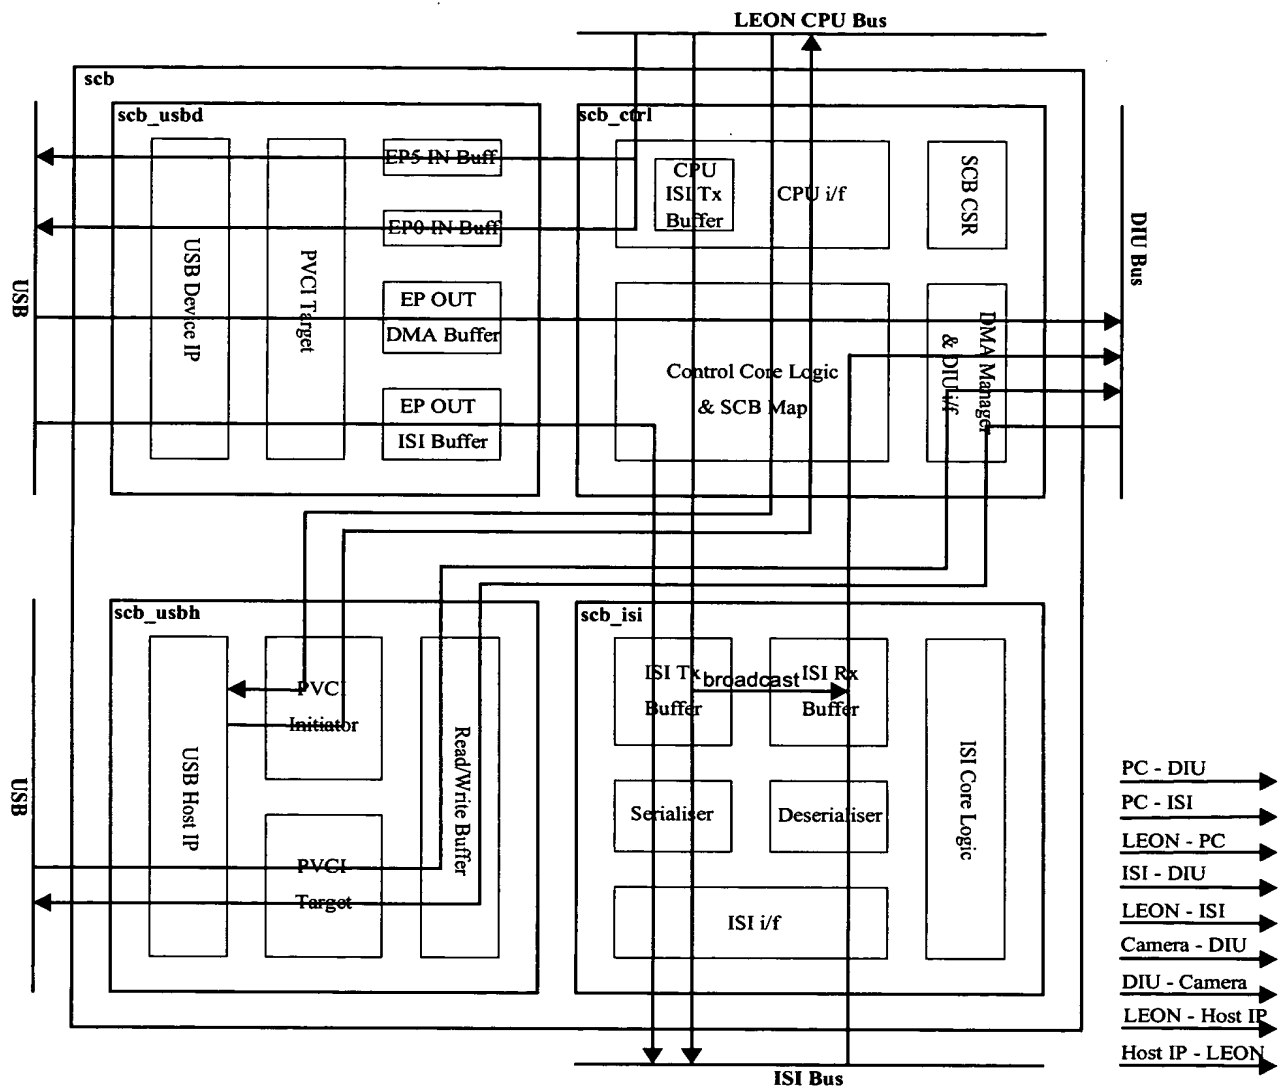 LEON CPU Bus
scb
scb_usbd
scb_ctrl
EP5 IN Buff
EP0 IN Buff
EP OUT
DMA Buffer
EP OUT
ISI Buffer
USB Device IP
PVCI Target
USB
CPU
ISI Tx
Buffer
CPU i/f
SCB CSR
Control Core Logic
& SCB Map
DMA Manager
& DIU i/f
DIU Bus
scb_usbh
scb_isi
USB
USB Host IP
PVCI
Initiator
PVCI
Target
Read/Write Buffer
ISI Tx
Buffer
broadcast
ISI Rx
Buffer
Serialiser
Deserialiser
ISI i/f
ISI Core Logic
PC - DIU
PC - ISI
LEON - PC
ISI - DIU
LEON - ISI
Camera - DIU
DIU - Camera
LEON - Host IP
Host IP - LEON
ISI Bus